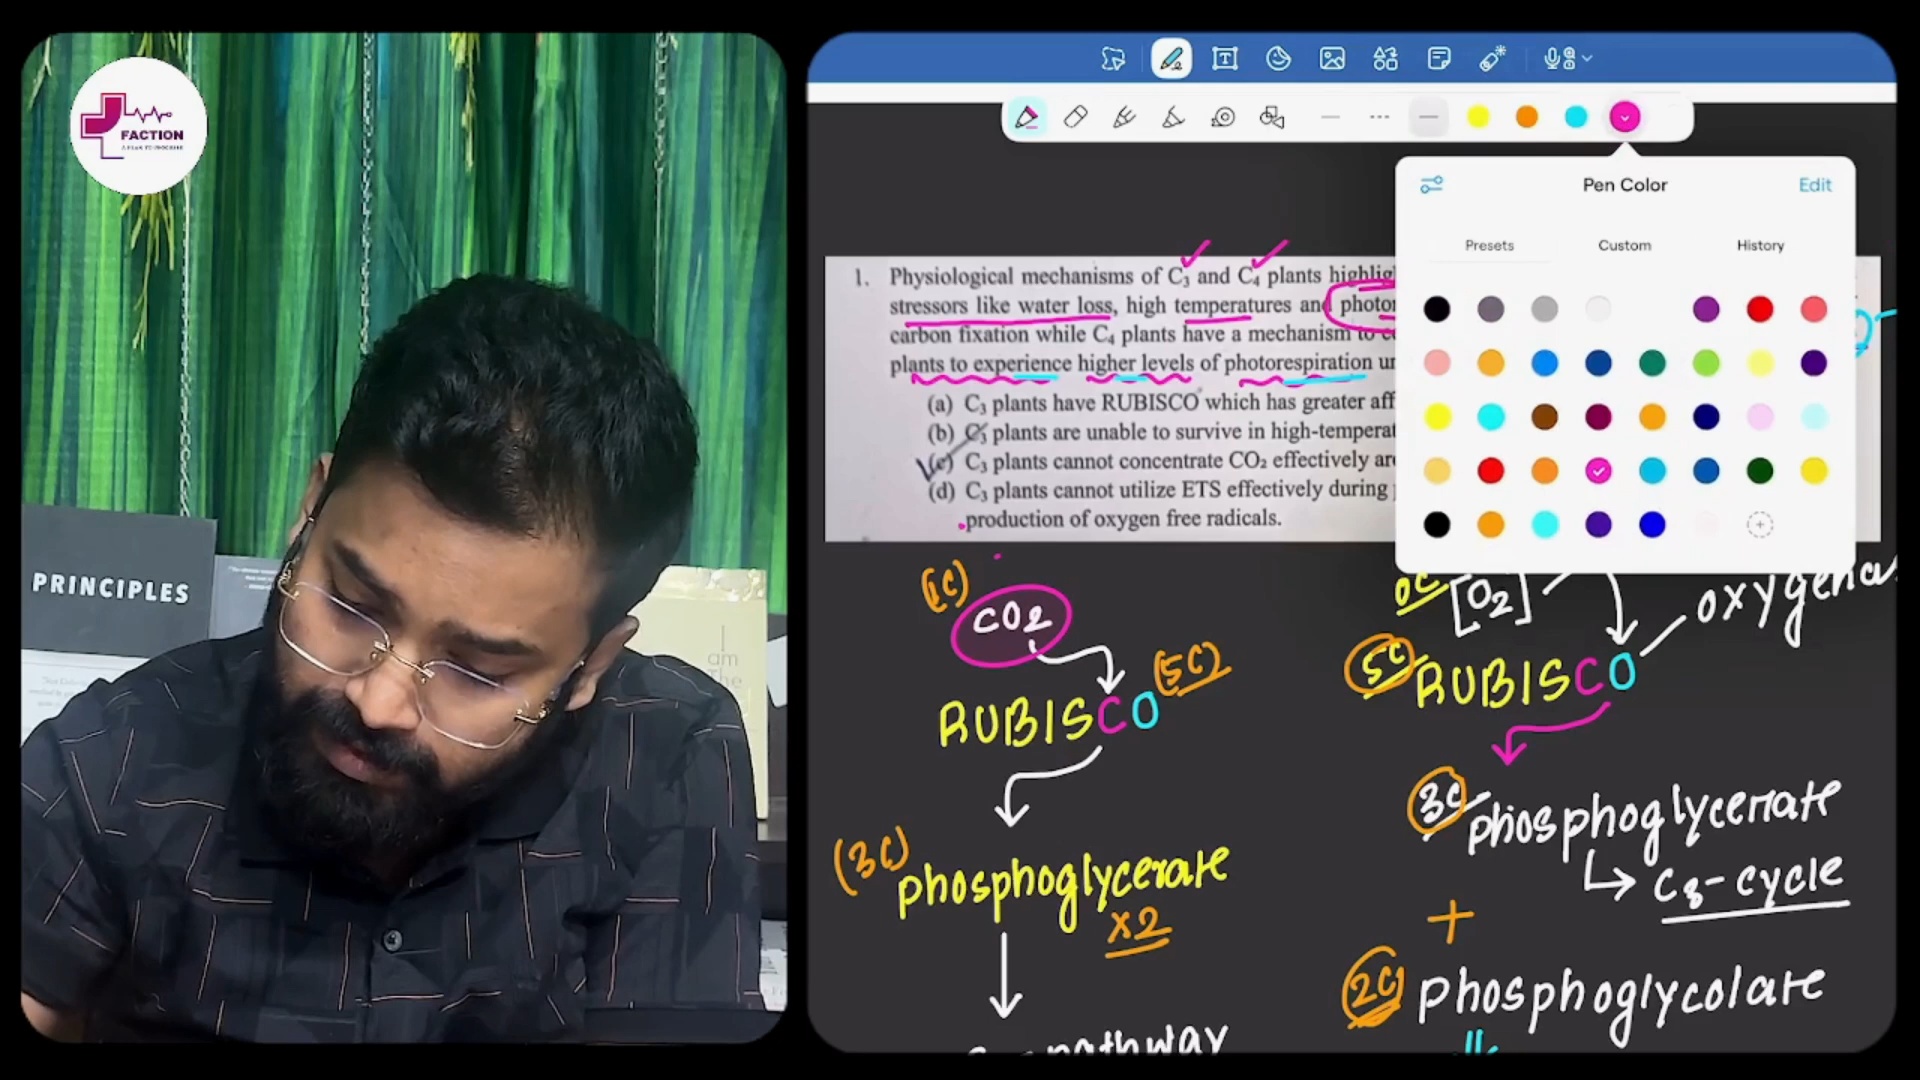 FACTION
PRINCIPLES
I
am
The
Pen Color
Edit
Presets
Custom
History
1. Physiological mechanisms of C₃ and C₄ plants highlig
stressors like water loss, high temperatures and photor
carbon fixation while C₄ plants have a mechanism to c
plants to experience higher levels of photorespiration un
(a) C₃ plants have RUBISCO which has greater aff
(b) C₃ plants are unable to survive in high-temperat
(c) C₃ plants cannot concentrate CO₂ effectively ar
(d) C₃ plants cannot utilize ETS effectively during
production of oxygen free radicals.
(1C)
CO2
(5C)
RUBISCO
(3C)
phosphoglycerate
x2
pathway
0C
[O2]
oxygena
5C
RUBISCO
3C
phosphoglycerate
C3-cycle
+
2C
phosphoglycolate